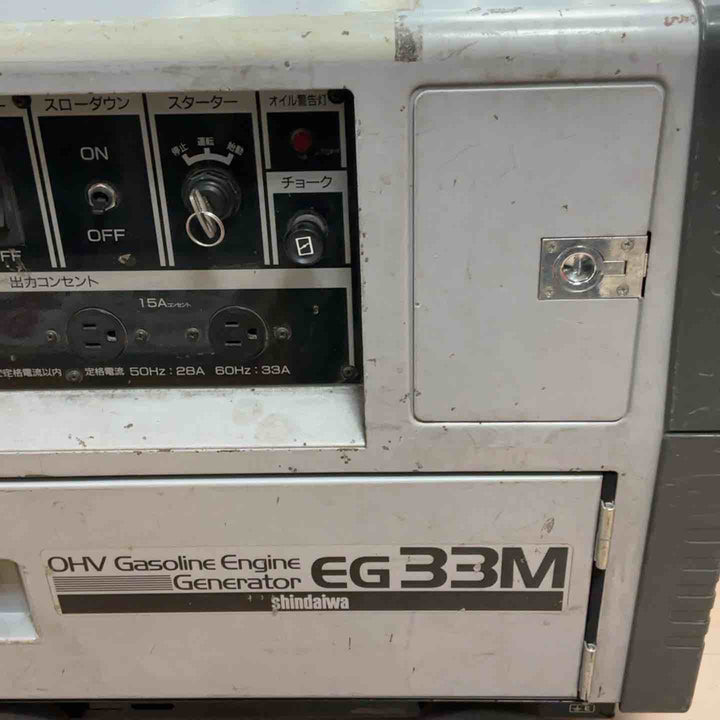 スローダウン
スターター
オイル警告灯
ON
OFF
停止 運転 始動
チョーク
FF
出力コンセント
15Aコンセント
定格電流以内
定格電流 50Hz:28A 60Hz:33A
OHV Gasoline Engine
Generator
EG33M
shindaiwa